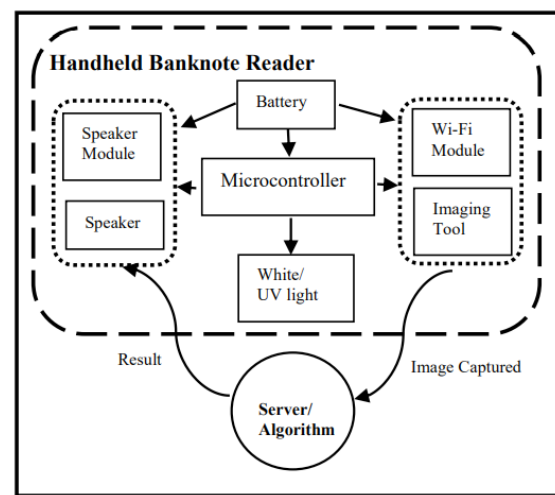 Handheld Banknote Reader
Battery
Speaker
Module
Wi-Fi
Module
Microcontroller
Speaker
Imaging
Tool
White/
UV light
Result
Image Captured
Server/
Algorithm